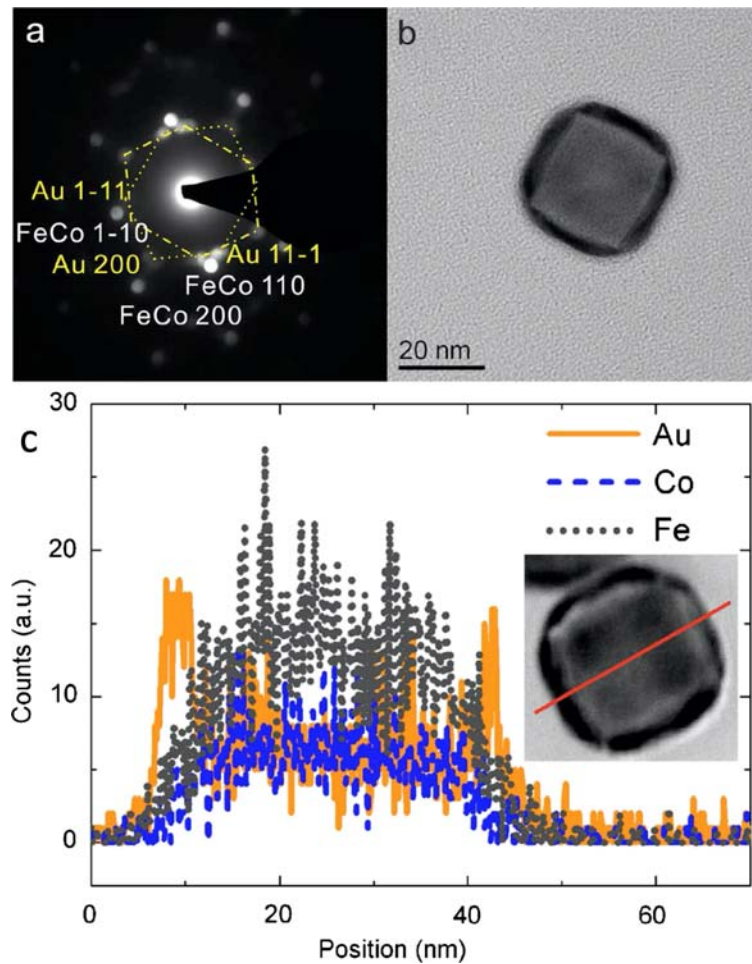 a
Au 1-11
FeCo 1-10
Au 200
Au 11-1
FeCo 110
FeCo 200
b
20 nm
c
30
20
10
0
Counts (a.u.)
Au
Co
Fe
0 20 40 60
Position (nm)